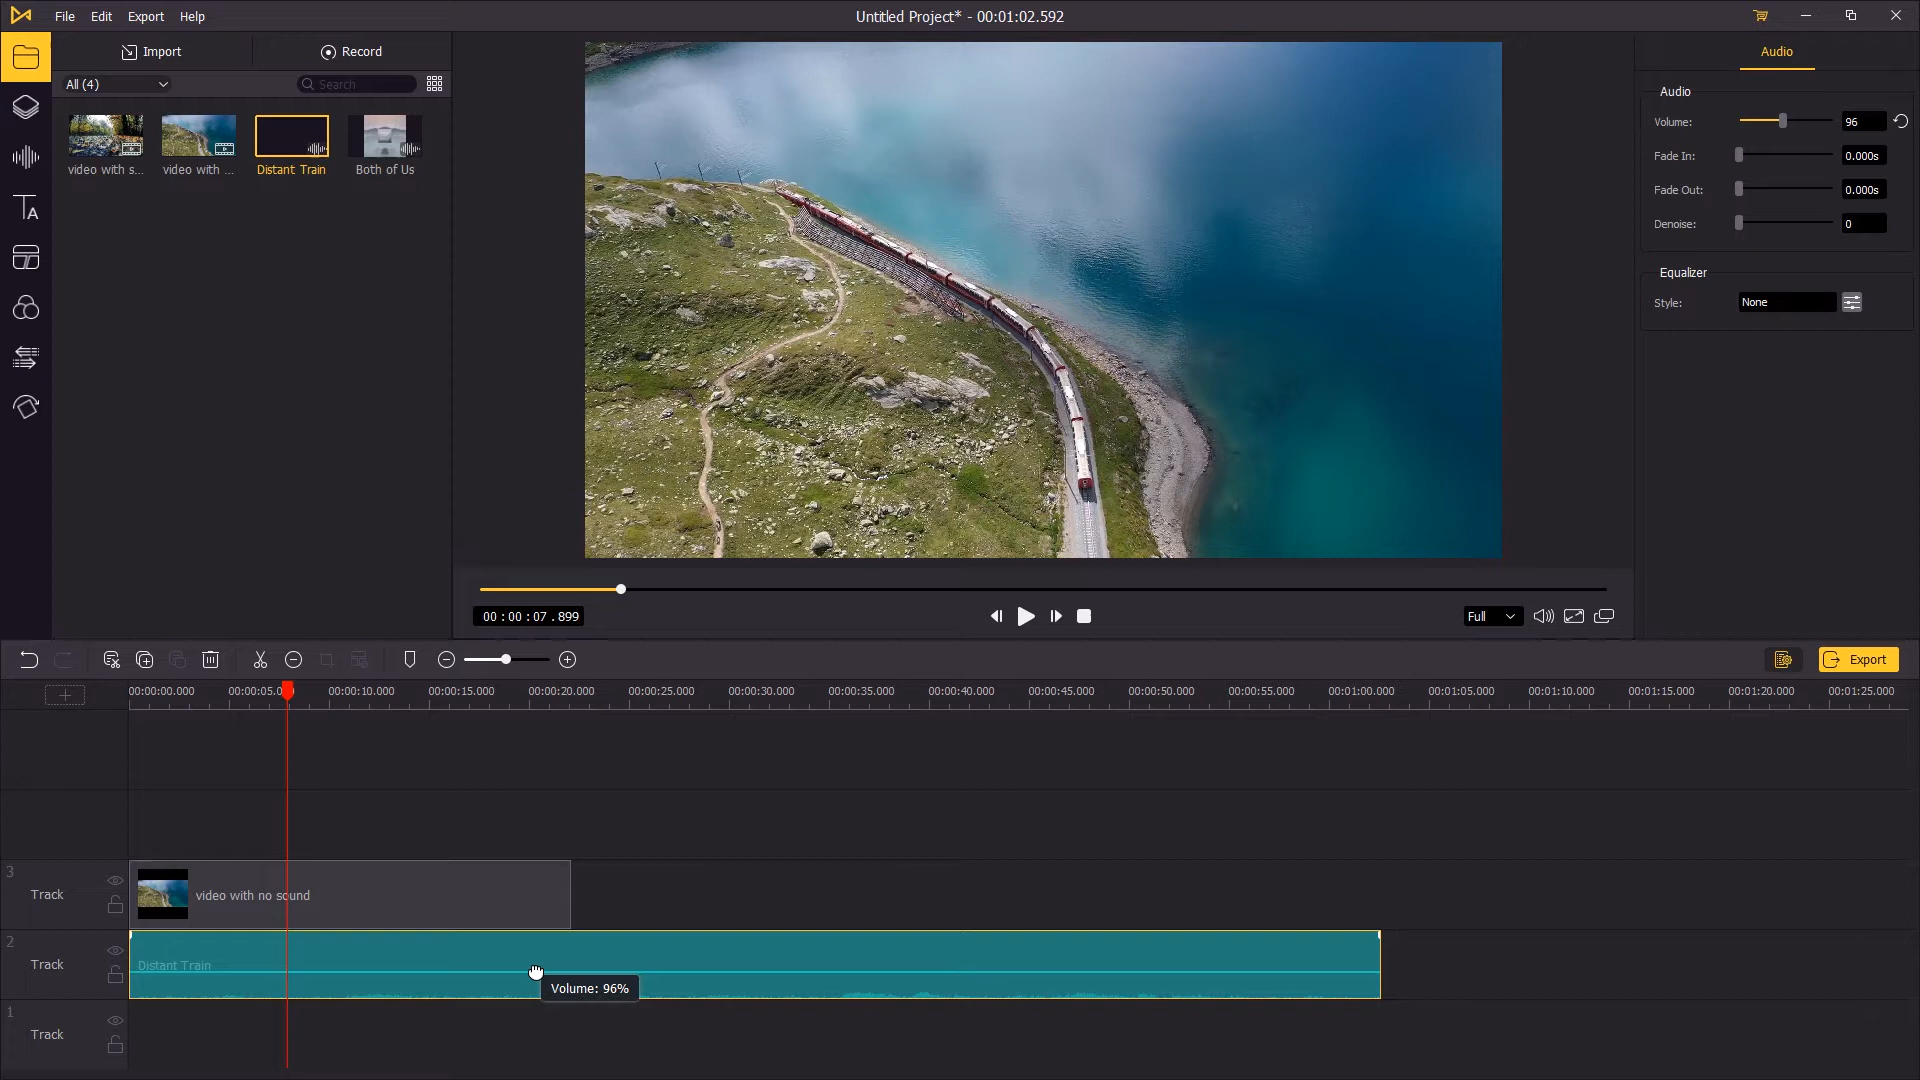 File Edit Export Help
Untitled Project* - 00:01:02.592
Import
Record
All (4)
Search
video with s...
video with ...
Distant Train
Both of Us
Audio
Audio
Volume: 96
Fade In: 0.000s
Fade Out: 0.000s
Denoise: 0
Equalizer
Style: None
00:00:07.899
Full
Export
00:00:00.000 00:00:05.0 00:00:10.000 00:00:15.000 00:00:20.000 00:00:25.000 00:00:30.000 00:00:35.000 00:00:40.000 00:00:45.000 00:00:50.000 00:00:55.000 00:01:00.000 00:01:05.000 00:01:10.000 00:01:15.000 00:01:20.000 00:01:25.000
3
Track
video with no sound
2
Track
Distant Train
Volume: 96%
1
Track